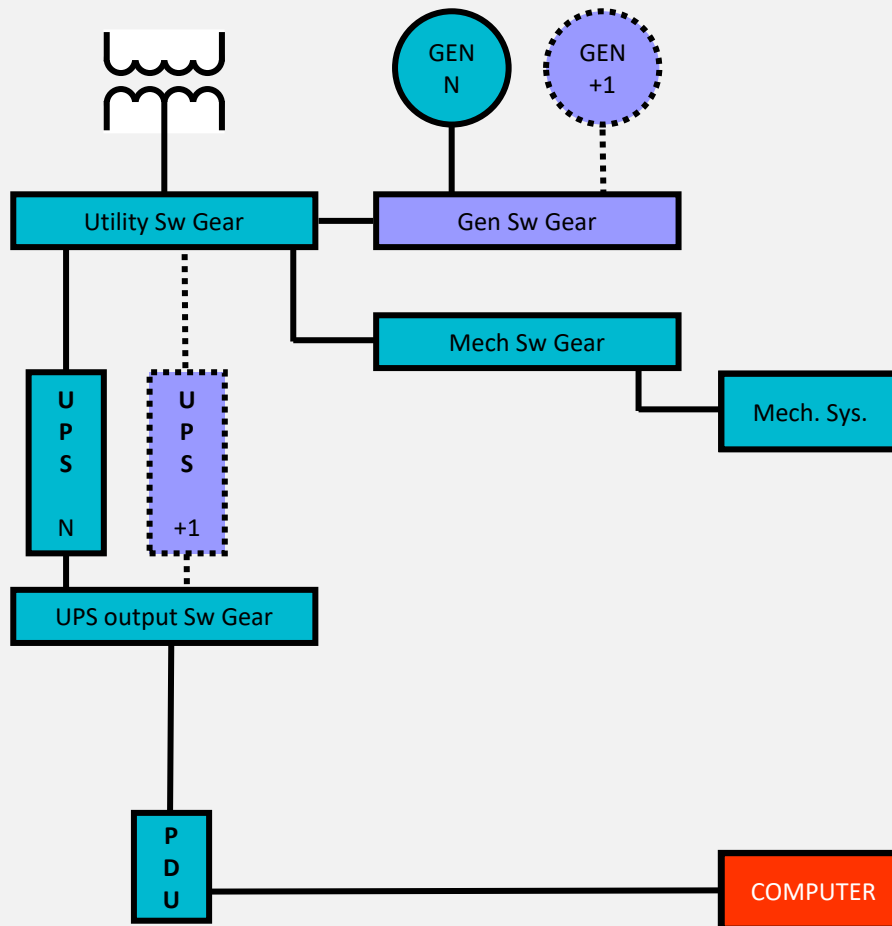 GEN
N
GEN
+1
Utility Sw Gear
Gen Sw Gear
Mech Sw Gear
Mech. Sys.
U
P
S
N
U
P
S
+1
UPS output Sw Gear
P
D
U
COMPUTER